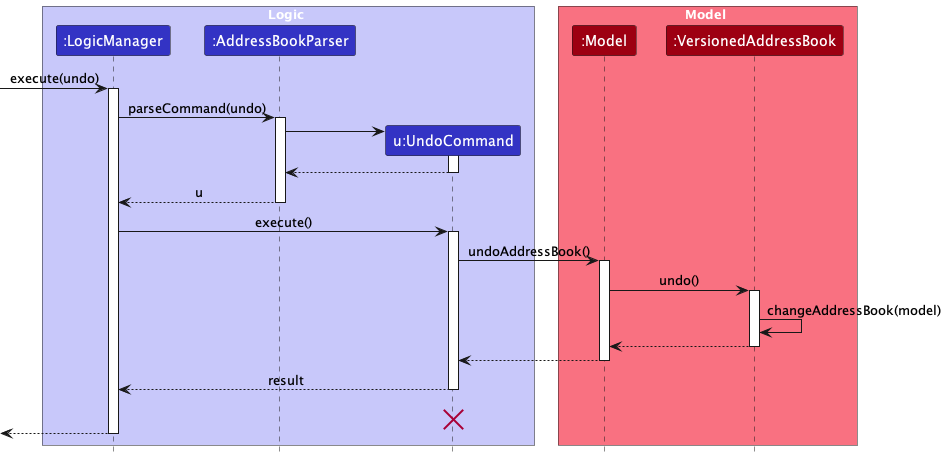 Logic
Model
:LogicManager
:AddressBookParser
:Model
:VersionedAddressBook
execute(undo)
parseCommand(undo)
u:UndoCommand
u
execute()
undoAddressBook()
undo()
changeAddressBook(model)
result